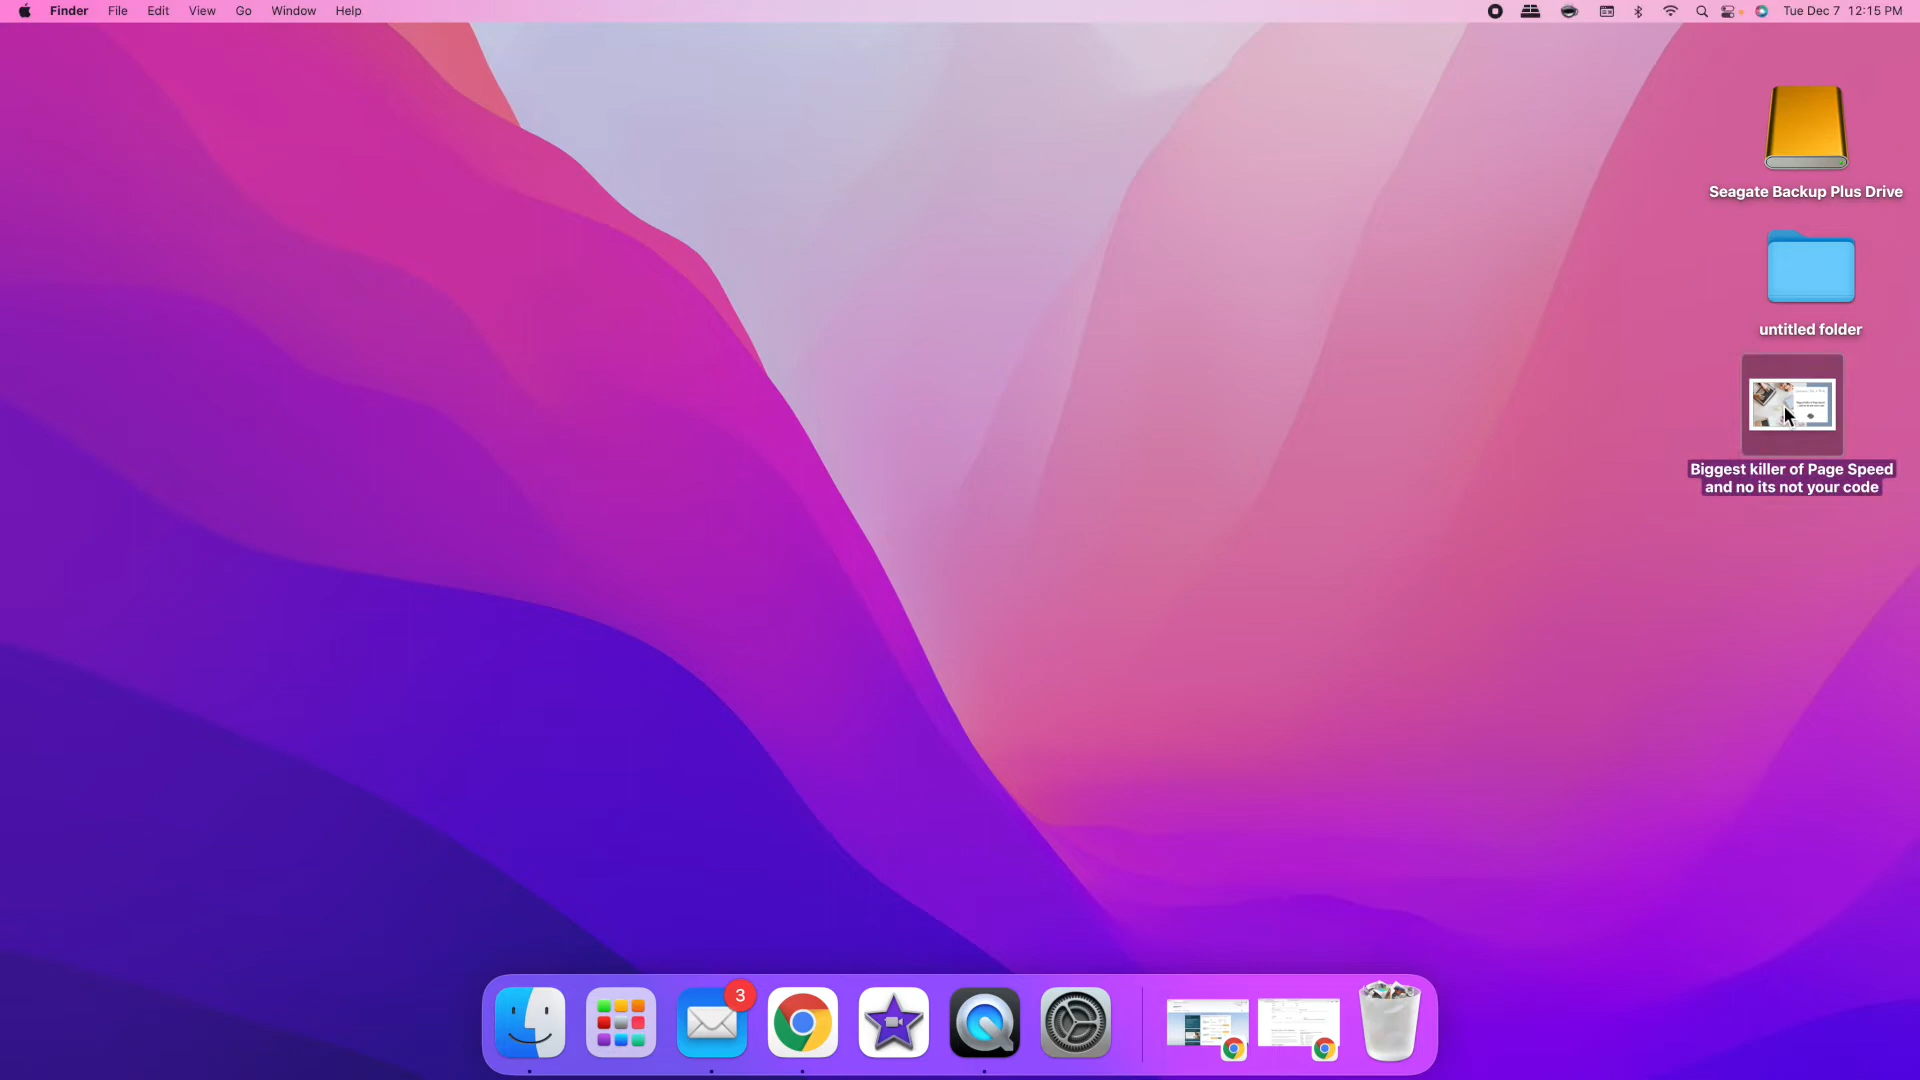 Finder File Edit View Go Window Help
Tue Dec 7 12:15 PM
Seagate Backup Plus Drive
untitled folder
Biggest killer of Page Speed
and no its not your code
3